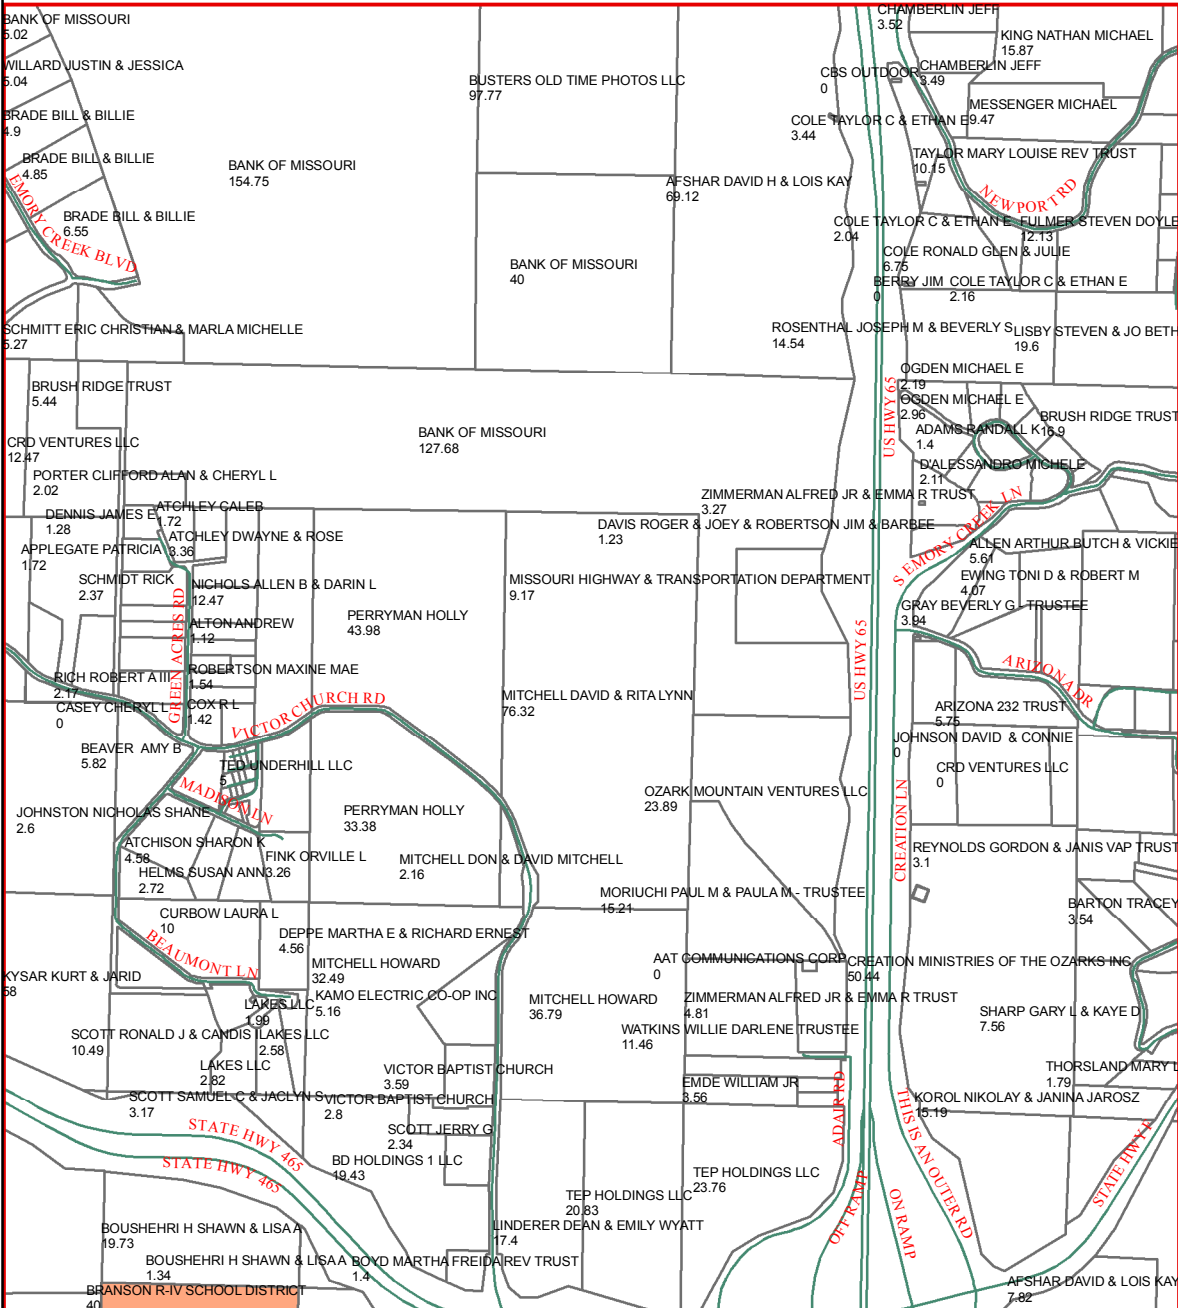 BANK OF MISSOURI
5.02
WILLARD JUSTIN & JESSICA
5.04
BRADE BILL & BILLIE
4.9
BRADE BILL & BILLIE
4.85
BRADE BILL & BILLIE
6.55
EMORY CREEK BLVD
BANK OF MISSOURI
154.75
BUSTERS OLD TIME PHOTOS LLC
97.77
AFSHAR DAVID H & LOIS KAY
69.12
BANK OF MISSOURI
40
CHAMBERLIN JEFF
3.52
KING NATHAN MICHAEL
15.87
CBS OUTDOOR
0
CHAMBERLIN JEFF
3.49
MESSENGER MICHAEL
9.47
COLE TAYLOR C & ETHAN E
3.44
TAYLOR MARY LOUISE REV TRUST
10.15
NEWPORT RD
COLE TAYLOR C & ETHAN E
2.04
FULMER STEVEN DOYLE
12.13
COLE RONALD GLEN & JULIE
6.75
BERRY JIM
0
COLE TAYLOR C & ETHAN E
2.16
SCHMITT ERIC CHRISTIAN & MARLA MICHELLE
5.27
ROSENTHAL JOSEPH M & BEVERLY S
14.54
LISBY STEVEN & JO BETH
19.6
BRUSH RIDGE TRUST
5.44
OGDEN MICHAEL E
2.19
OGDEN MICHAEL E
2.96
US HWY 65
ADAMS RANDALL K
1.4
BRUSH RIDGE TRUST
16.9
CRD VENTURES LLC
12.47
BANK OF MISSOURI
127.68
D'ALESSANDRO MICHELE
2.11
PORTER CLIFFORD ALAN & CHERYL L
2.02
ZIMMERMAN ALFRED JR & EMMA R TRUST
3.27
S EMORY CREEK LN
DENNIS JAMES E
1.28
ATCHLEY CALEB
1.72
DAVIS ROGER & JOEY & ROBERTSON JIM & BARBEE
1.23
ATCHLEY DWAYNE & ROSE
3.36
APPLEGATE PATRICIA
1.72
ALLEN ARTHUR BUTCH & VICKIE
5.61
SCHMIDT RICK
2.37
NICHOLS ALLEN B & DARIN L
12.47
MISSOURI HIGHWAY & TRANSPORTATION DEPARTMENT
9.17
EWING TONI D & ROBERT M
4.07
GREEN ACRES RD
ALTON ANDREW
1.12
PERRYMAN HOLLY
43.98
GRAY BEVERLY G - TRUSTEE
3.94
US HWY 65
ARIZONA DR
RICH ROBERT A III
2.17
ROBERTSON MAXINE MAE
1.54
MITCHELL DAVID & RITA LYNN
76.32
CASEY CHERYL L
0
COX R L
1.42
VICTOR CHURCH RD
ARIZONA 232 TRUST
5.75
BEAVER AMY B
5.82
JOHNSON DAVID & CONNIE
0
TED UNDERHILL LLC
5
CRD VENTURES LLC
0
MADISON LN
OZARK MOUNTAIN VENTURES LLC
23.89
CREATION LN
JOHNSTON NICHOLAS SHANE
2.6
PERRYMAN HOLLY
33.38
ATCHISON SHARON K
4.58
REYNOLDS GORDON & JANIS VAP TRUST
3.1
FINK ORVILLE L
3.26
HELMS SUSAN ANN
2.72
MITCHELL DON & DAVID MITCHELL
2.16
MORIUCHI PAUL M & PAULA M - TRUSTEE
15.21
BARTON TRACEY
3.54
CURBOW LAURA L
10
DEPPE MARTHA E & RICHARD ERNEST
4.56
BEAUMONT LN
MITCHELL HOWARD
32.49
AAT COMMUNICATIONS CORP
0
CREATION MINISTRIES OF THE OZARKS INC
50.44
KYSAR KURT & JARID
58
KAMO ELECTRIC CO-OP INC
5.16
MITCHELL HOWARD
36.79
ZIMMERMAN ALFRED JR & EMMA R TRUST
4.81
LAKES LLC
1.99
SHARP GARY L & KAYE D
7.56
SCOTT RONALD J & CANDIS I
10.49
LAKES LLC
2.58
WATKINS WILLIE DARLENE TRUSTEE
11.46
LAKES LLC
2.82
VICTOR BAPTIST CHURCH
3.59
THORSLAND MARY L
1.79
EMDE WILLIAM JR
3.56
SCOTT SAMUEL C & JACLYN S
3.17
VICTOR BAPTIST CHURCH
2.8
KOROL NIKOLAY & JANINA JAROSZ
15.19
ADAIR RD
THIS IS AN OUTER RD
STATE HWY F
STATE HWY 465
STATE HWY 465
SCOTT JERRY G
2.34
BD HOLDINGS 1 LLC
19.43
TEP HOLDINGS LLC
23.76
TEP HOLDINGS LLC
20.83
OFF RAMP
ON RAMP
BOUSHEHRI H SHAWN & LISA A
19.73
LINDERER DEAN & EMILY WYATT
17.4
BOUSHEHRI H SHAWN & LISA A
1.34
BOYD MARTHA FREIDA REV TRUST
1.4
BRANSON R-IV SCHOOL DISTRICT
40
AFSHAR DAVID & LOIS KAY
7.82